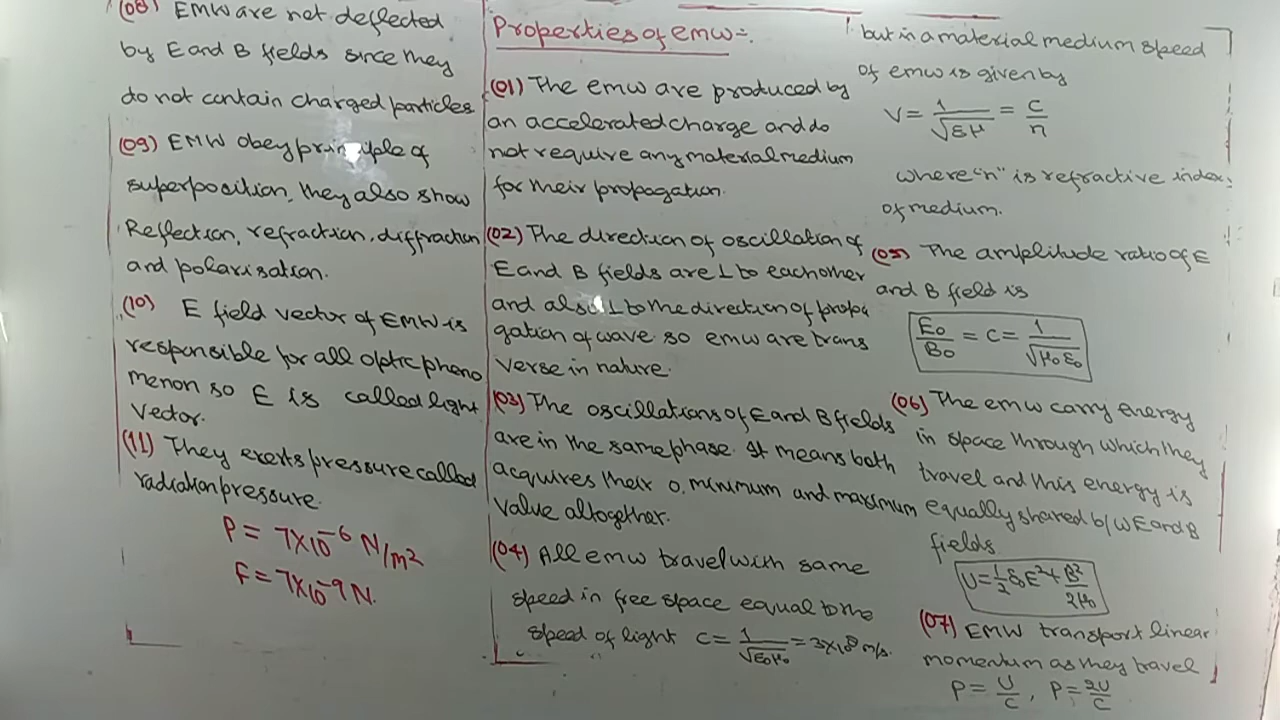 Properties of emw :-
(01) The emw are produced by
an accelerated charge and do
not require any material medium
for their propagation.
(02) The direction of oscillation of
E and B fields are ⊥ to each other
and also ⊥ to the direction of propa
gation of wave. so emw are trans
verse in nature.
(03) The oscillations of E and B fields
are in the same phase. It means both
acquires their 0, minimum and maximum
value altogether.
(04) All emw travel with same
speed in free space equal to the
speed of light C = 1/√ε₀μ₀ = 3×10⁸ m/s.
but in a material medium speed
of emw is given by
V = 1/√εμ = C/n
where "n" is refractive index
of medium.
(05) The amplitude ratio of E
and B field is
E₀/B₀ = C = 1/√μ₀ε₀
(06) The emw carry energy
in space through which they
travel and this energy is
equally shared b/w E and B
fields.
U = 1/2 ε₀E² + B²/2μ₀
(07) EMW transport linear
momentum as they travel
P = U/C, P = 2U/C
(08) EMW are not deflected
by E and B fields since they
do not contain charged particles
(09) EMW obey principle of
superposition, they also show
Reflection, refraction, diffraction
and polarisation.
(10) E field vector of EMW is
responsible for all optic pheno
menon so E is called light
vector.
(11) They exerts pressure called
radiation pressure.
P = 7×10⁻⁶ N/m²
F = 7×10⁻⁹ N.